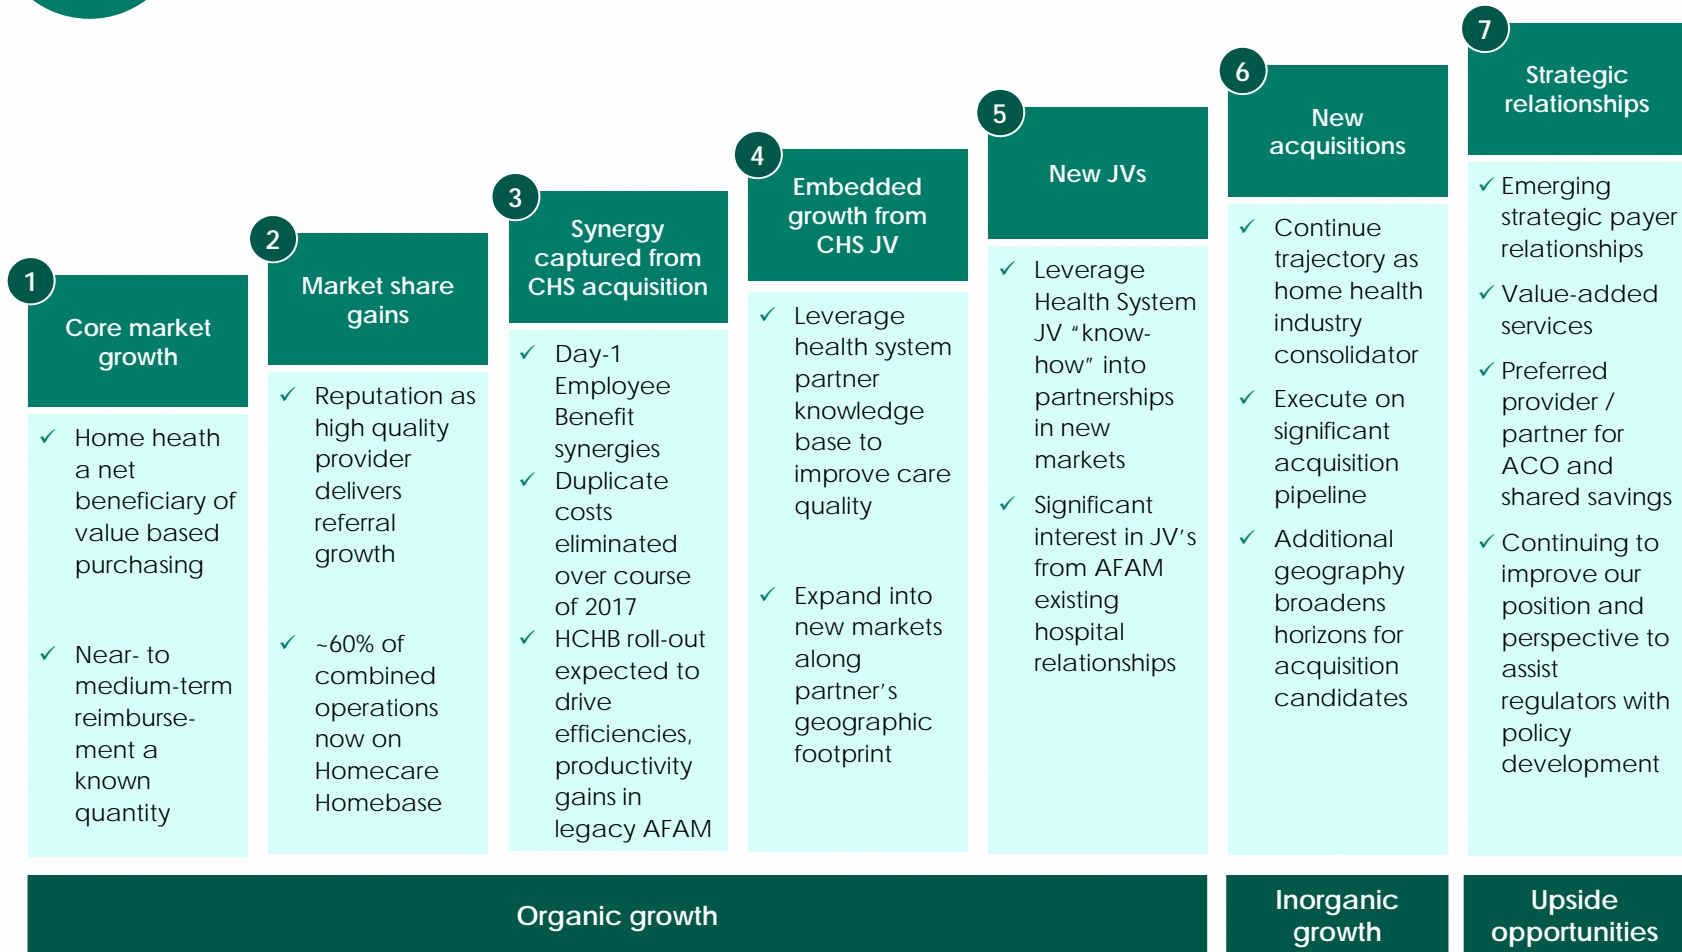 1
Core market
growth
✓ Home heath
a net
beneficiary of
value based
purchasing
✓ Near- to
medium-term
reimburse-
ment a
known
quantity
2
Market share
gains
✓ Reputation as
high quality
provider
delivers
referral
growth
✓ ~60% of
combined
operations
now on
Homecare
Homebase
3
Synergy
captured from
CHS acquisition
✓ Day-1
Employee
Benefit
synergies
✓ Duplicate
costs
eliminated
over course
of 2017
✓ HCHB roll-out
expected to
drive
efficiencies,
productivity
gains in
legacy AFAM
4
Embedded
growth from
CHS JV
✓ Leverage
health system
partner
knowledge
base to
improve care
quality
✓ Expand into
new markets
along
partner's
geographic
footprint
5
New JVs
✓ Leverage
Health System
JV "know-
how" into
partnerships
in new
markets
✓ Significant
interest in JV's
from AFAM
existing
hospital
relationships
6
New
acquisitions
✓ Continue
trajectory as
home health
industry
consolidator
✓ Execute on
significant
acquisition
pipeline
✓ Additional
geography
broadens
horizons for
acquisition
candidates
7
Strategic
relationships
✓ Emerging
strategic payer
relationships
✓ Value-added
services
✓ Preferred
provider /
partner for
ACO and
shared savings
✓ Continuing to
improve our
position and
perspective to
assist
regulators with
policy
development
Organic growth
Inorganic
growth
Upside
opportunities